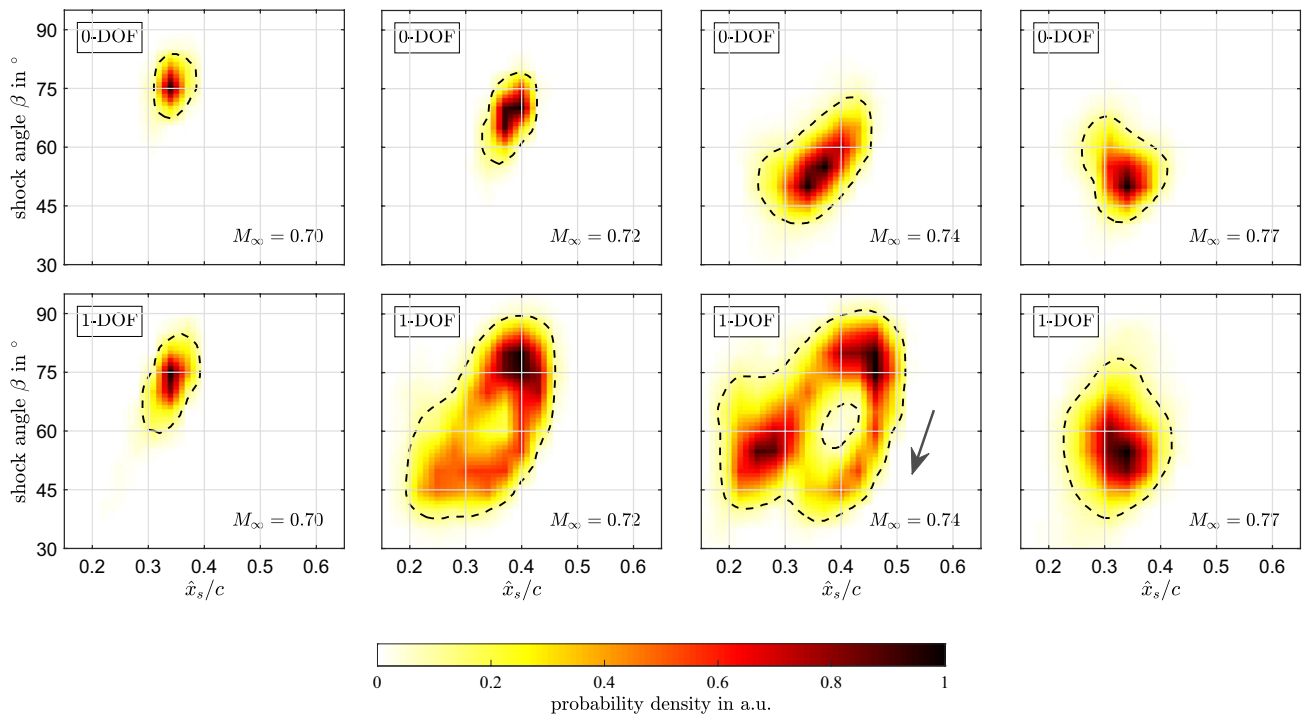 90
75
60
45
30
shock angle β in °
0-DOF
M∞ = 0.70
0-DOF
M∞ = 0.72
0-DOF
M∞ = 0.74
0-DOF
M∞ = 0.77
90
75
60
45
30
shock angle β in °
1-DOF
M∞ = 0.70
1-DOF
M∞ = 0.72
1-DOF
M∞ = 0.74
1-DOF
M∞ = 0.77
0.2 0.3 0.4 0.5 0.6
0.2 0.3 0.4 0.5 0.6
0.2 0.3 0.4 0.5 0.6
0.2 0.3 0.4 0.5 0.6
x̂s/c
x̂s/c
x̂s/c
x̂s/c
0 0.2 0.4 0.6 0.8 1
probability density in a.u.